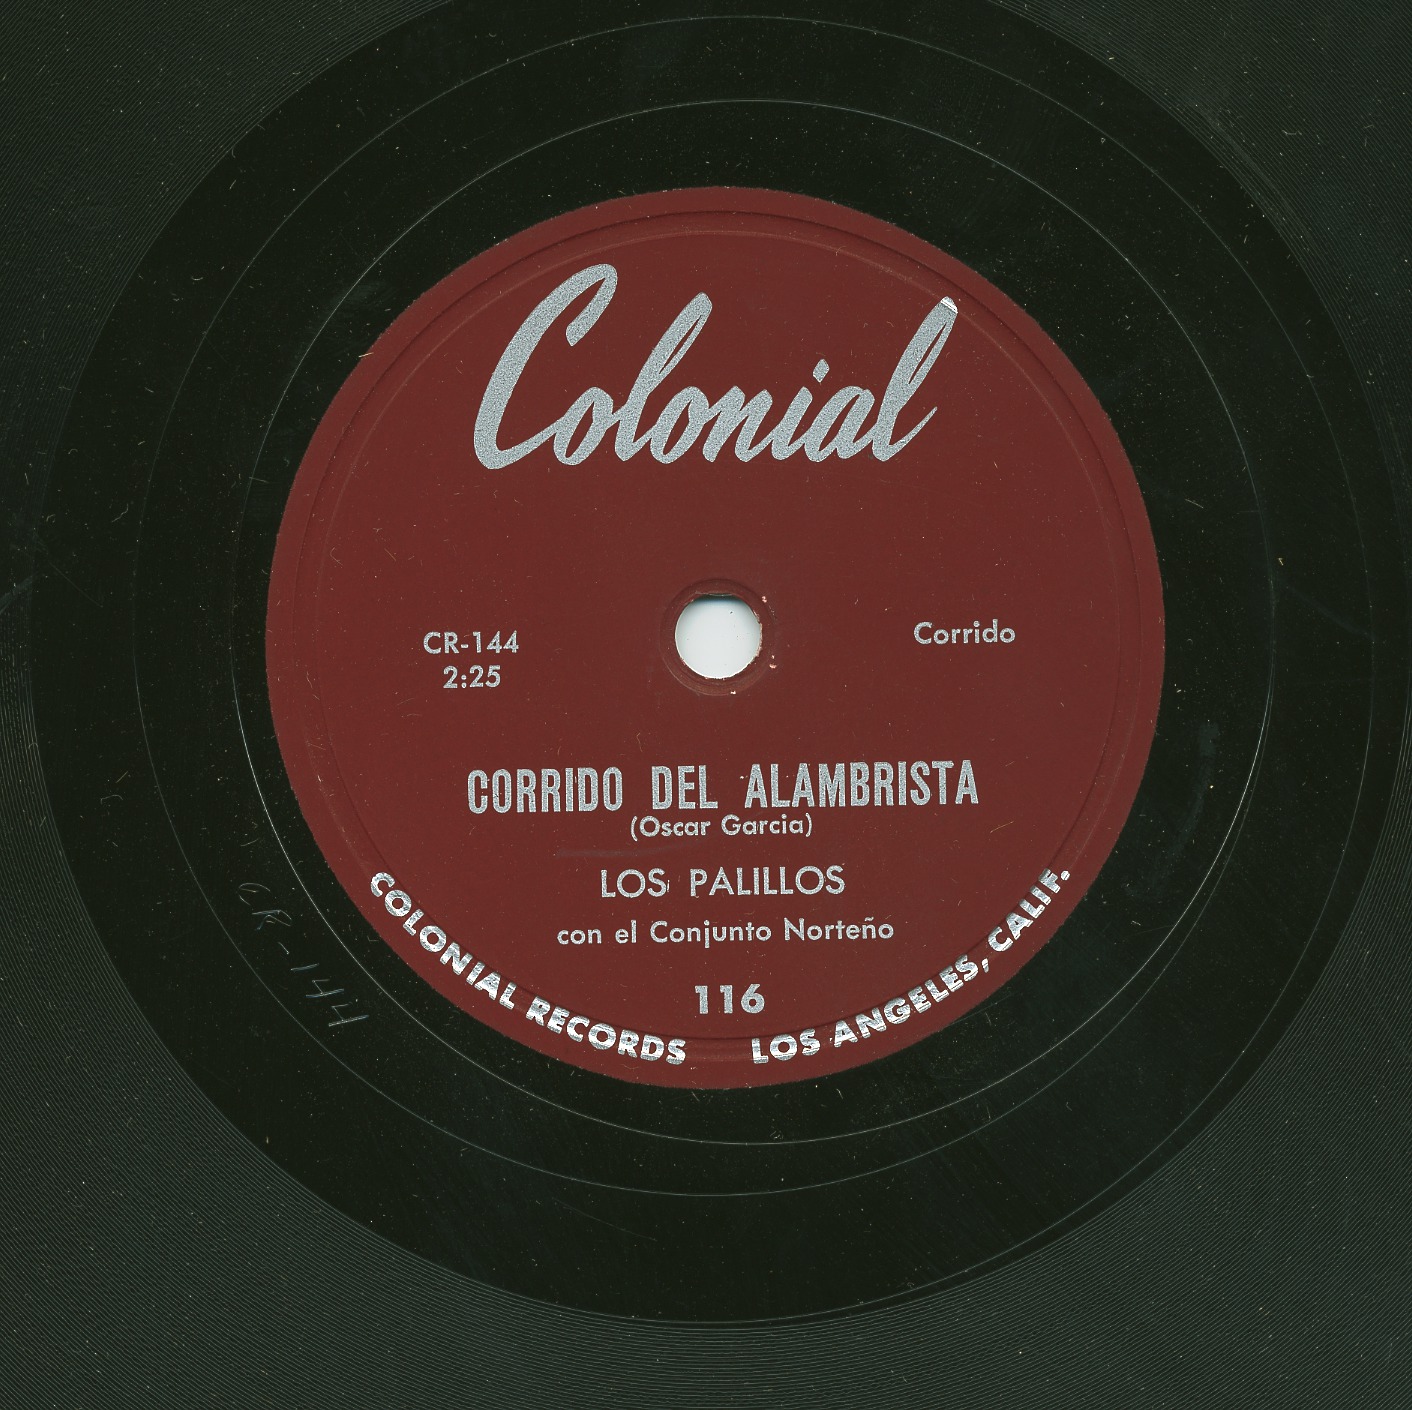 Colonial
CR-144
2:25
Corrido
CORRIDO DEL ALAMBRISTA
(Oscar Garcia)
LOS PALILLOS
con el Conjunto Norteño
116
COLONIAL RECORDS LOS ANGELES, CALIF.
CR-144